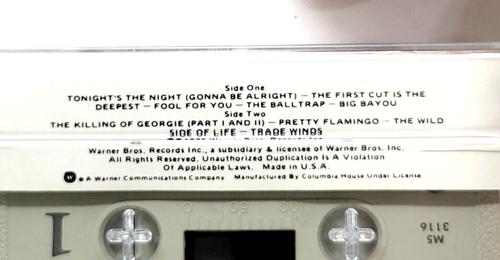 Side One
TONIGHT'S THE NIGHT (GONNA BE ALRIGHT) — THE FIRST CUT IS THE
DEEPEST — FOOL FOR YOU — THE BALLTRAP — BIG BAYOU
Side Two
THE KILLING OF GEORGIE (PART I AND II) — PRETTY FLAMINGO — THE WILD
SIDE OF LIFE — TRADE WINDS
Warner Bros. Records Inc., a subsidiary & licensee of Warner Bros. Inc.
All Rights Reserved. Unauthorized Duplication Is A Violation
Of Applicable Laws. Made in U.S.A.
A Warner Communications Company Manufactured By Columbia House Under License
1
0 50 100
MS
3116